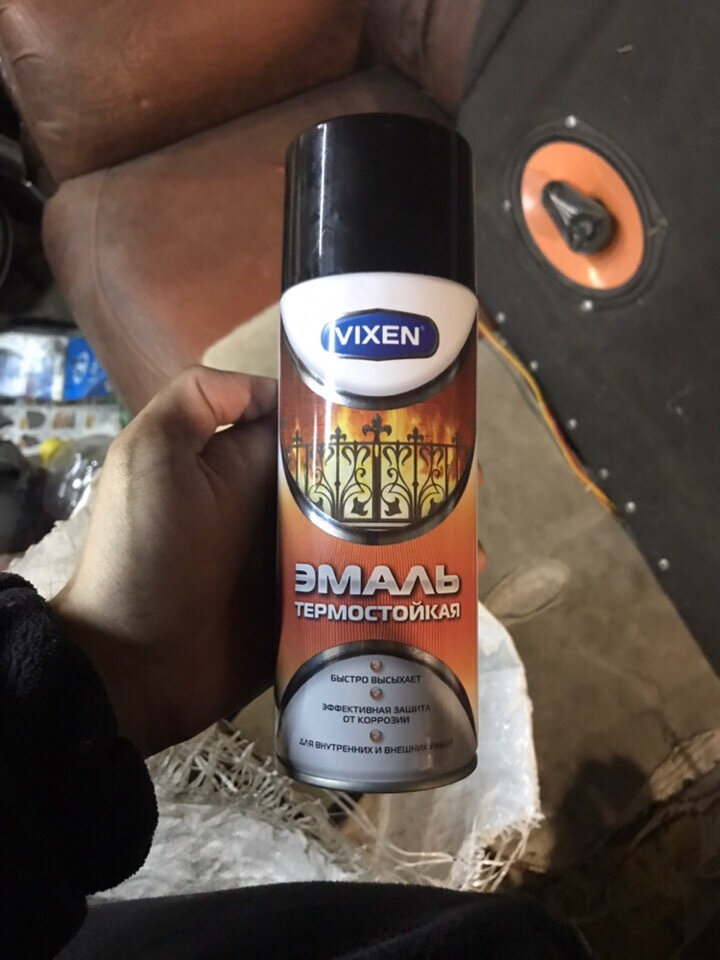 VIXEN®
ЭМАЛЬ
ТЕРМОСТОЙКАЯ
БЫСТРО ВЫСЫХАЕТ
ЭФФЕКТИВНАЯ ЗАЩИТА
ОТ КОРРОЗИИ
ДЛЯ ВНУТРЕННИХ И ВНЕШНИХ РАБОТ